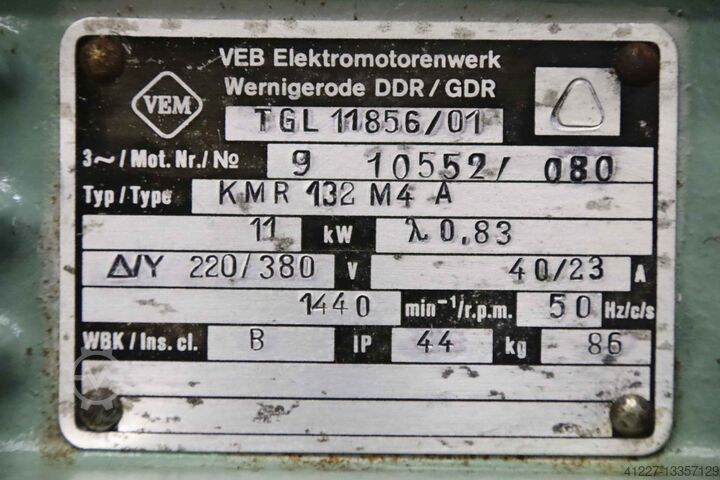 VEB Elektromotorenwerk
VEM Wernigerode DDR/GDR
TGL 11856/01
3~/Mot. Nr./№ 9 10552/ 080
Typ/Type KMR 132 M4 A
11 kW λ 0,83
Δ/Y 220/380 V 40/23 A
1440 min⁻¹/r.p.m. 50 Hz/c/s
WBK/Ins. cl. B IP 44 kg 86
41227-13357129